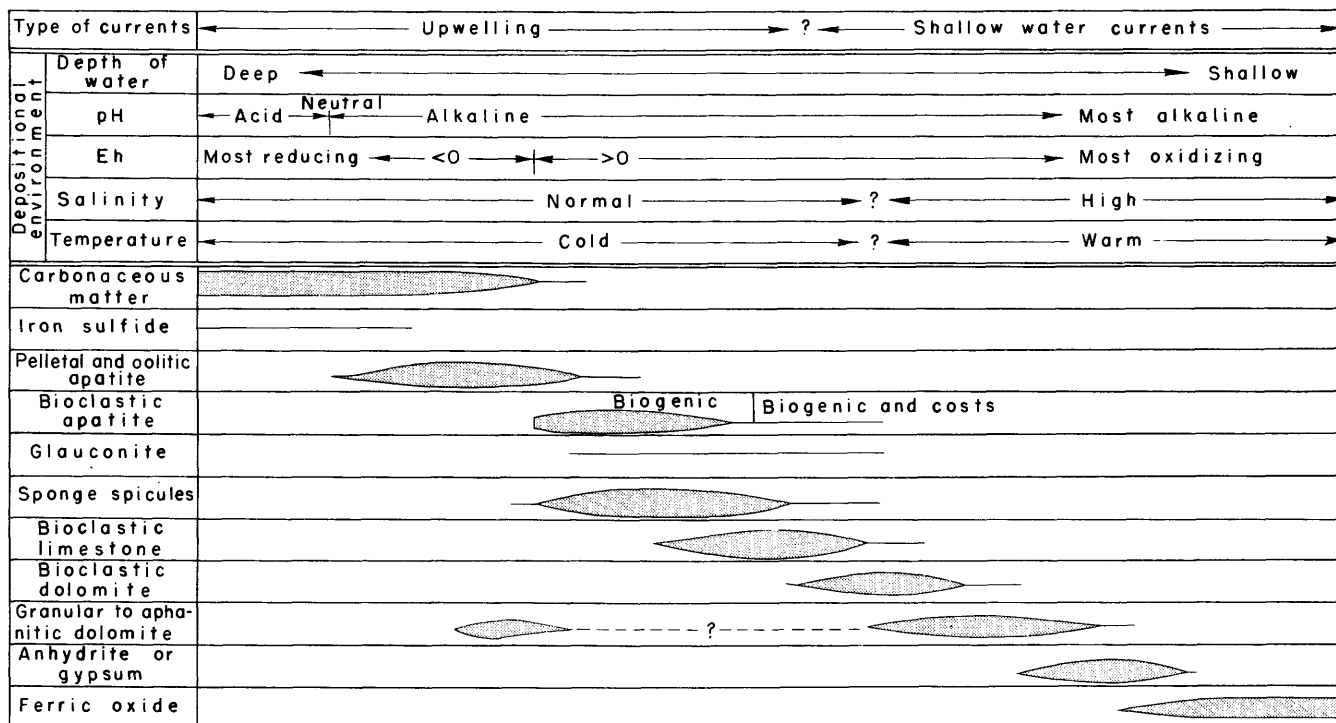 Type of currents
Upwelling ? Shallow water currents
Depositional
environment
Depth of
water
Deep Shallow
pH
Acid Neutral Alkaline Most alkaline
Eh
Most reducing <0 >0 Most oxidizing
Salinity
Normal ? High
Temperature
Cold ? Warm
Carbonaceous
matter
Iron sulfide
Pelletal and oolitic
apatite
Bioclastic
apatite
Biogenic Biogenic and costs
Glauconite
Sponge spicules
Bioclastic
limestone
Bioclastic
dolomite
Granular to apha-
nitic dolomite
?
Anhydrite or
gypsum
Ferric oxide